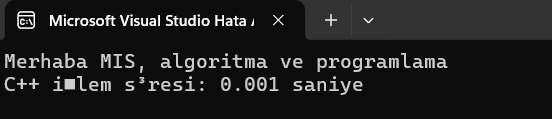 Microsoft Visual Studio Hata A
Merhaba MIS, algoritma ve programlama
C++ i■lem s³resi: 0.001 saniye